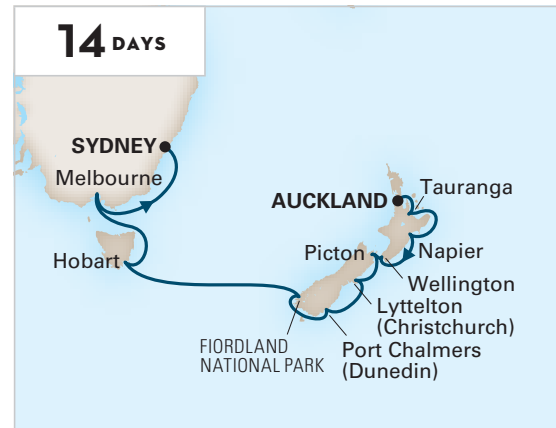 14 DAYS
SYDNEY
Melbourne
Hobart
AUCKLAND
Tauranga
Napier
Picton
Wellington
Lyttelton
(Christchurch)
Port Chalmers
(Dunedin)
FIORDLAND
NATIONAL PARK